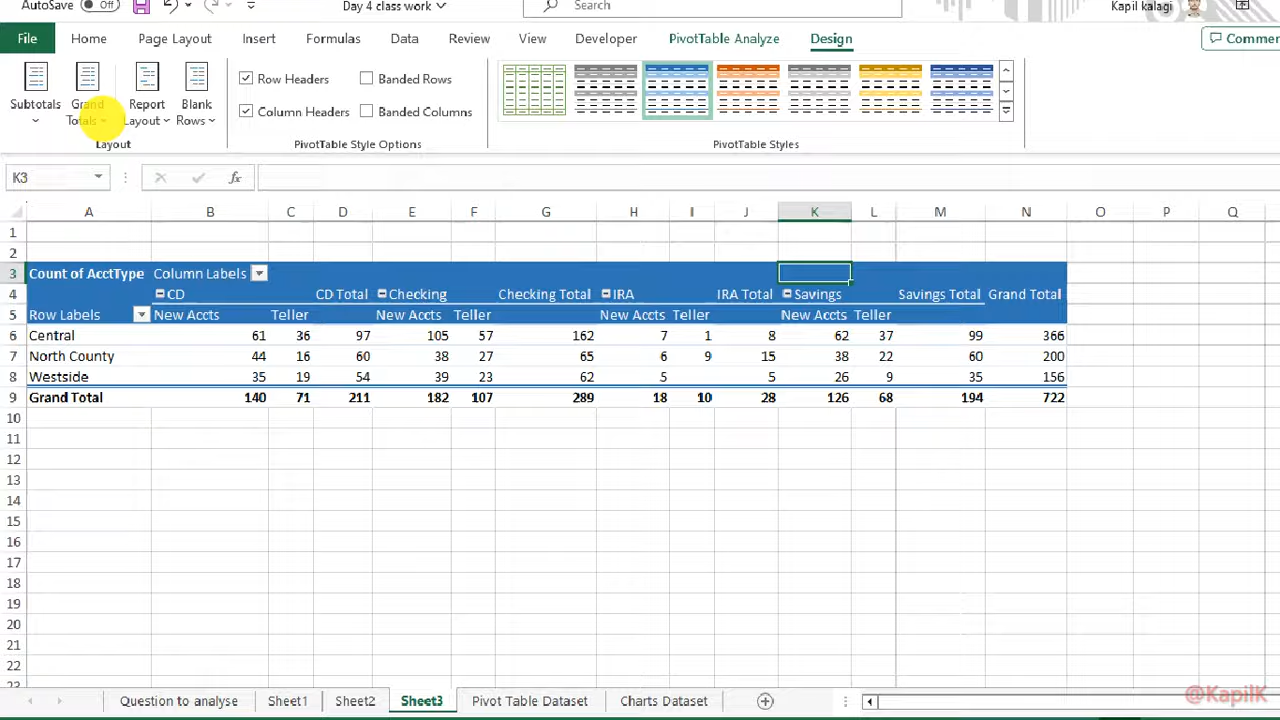 AutoSave Off Day 4 class work Search Kapil kalagi
File Home Page Layout Insert Formulas Data Review View Developer PivotTable Analyze Design
Subtotals Grand Totals Report Layout Blank Rows
Row Headers Banded Rows
Column Headers Banded Columns
Layout PivotTable Style Options PivotTable Styles
K3 fx
A B C D E F G H I J K L M N O P Q
1
2
3 Count of AcctType Column Labels
4 CD CD Total Checking Checking Total IRA IRA Total Savings Savings Total Grand Total
5 Row Labels New Accts Teller New Accts Teller New Accts Teller New Accts Teller
6 Central 61 36 97 105 57 162 7 1 8 62 37 99 366
7 North County 44 16 60 38 27 65 6 9 15 38 22 60 200
8 Westside 35 19 54 39 23 62 5 5 26 9 35 156
9 Grand Total 140 71 211 182 107 289 18 10 28 126 68 194 722
10
11
12
13
14
15
16
17
18
19
20
21
22
Question to analyse Sheet1 Sheet2 Sheet3 Pivot Table Dataset Charts Dataset
@KapilK